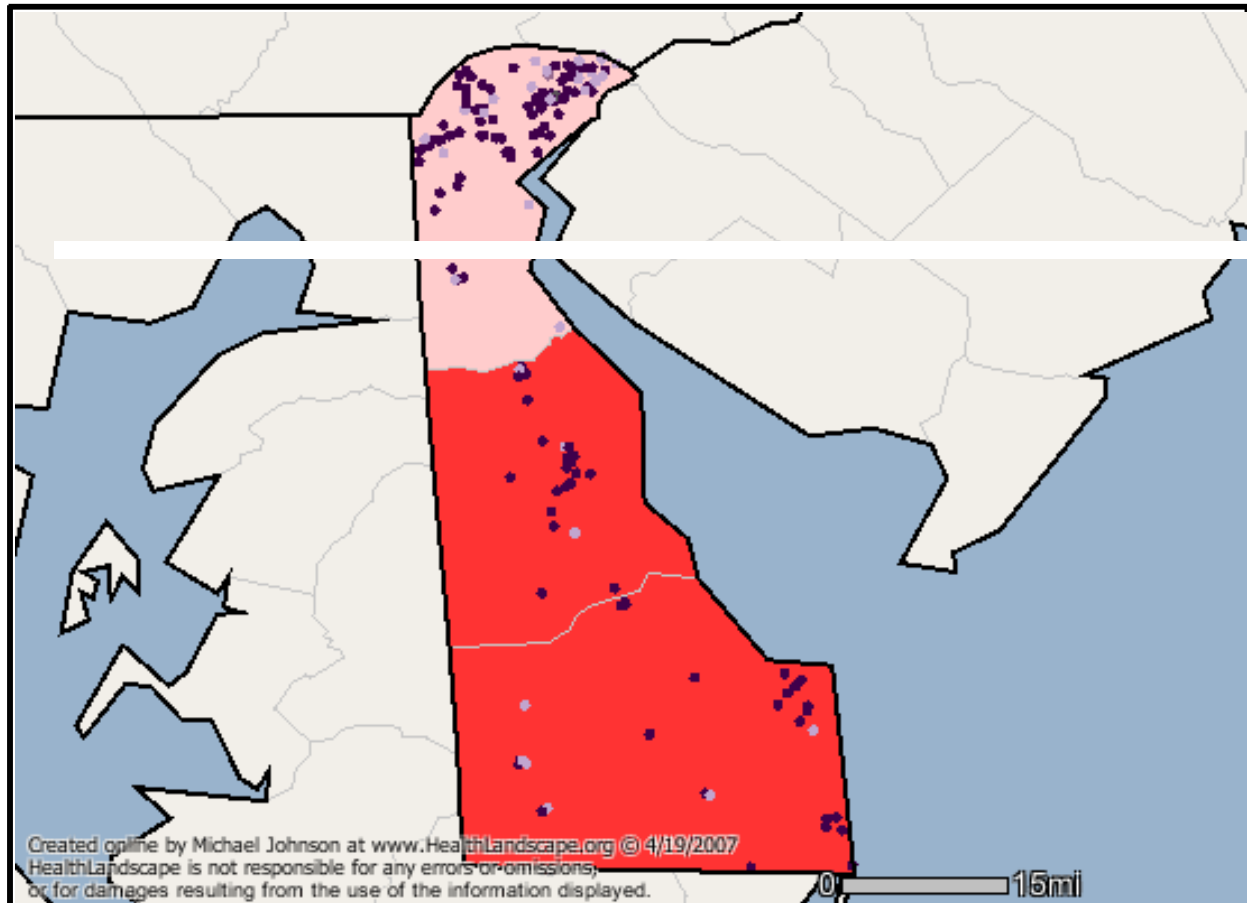 Created online by Michael Johnson at www.HealthLandscape.org © 4/19/2007
HealthLandscape is not responsible for any errors or omissions,
or for damages resulting from the use of the information displayed.
0 15mi